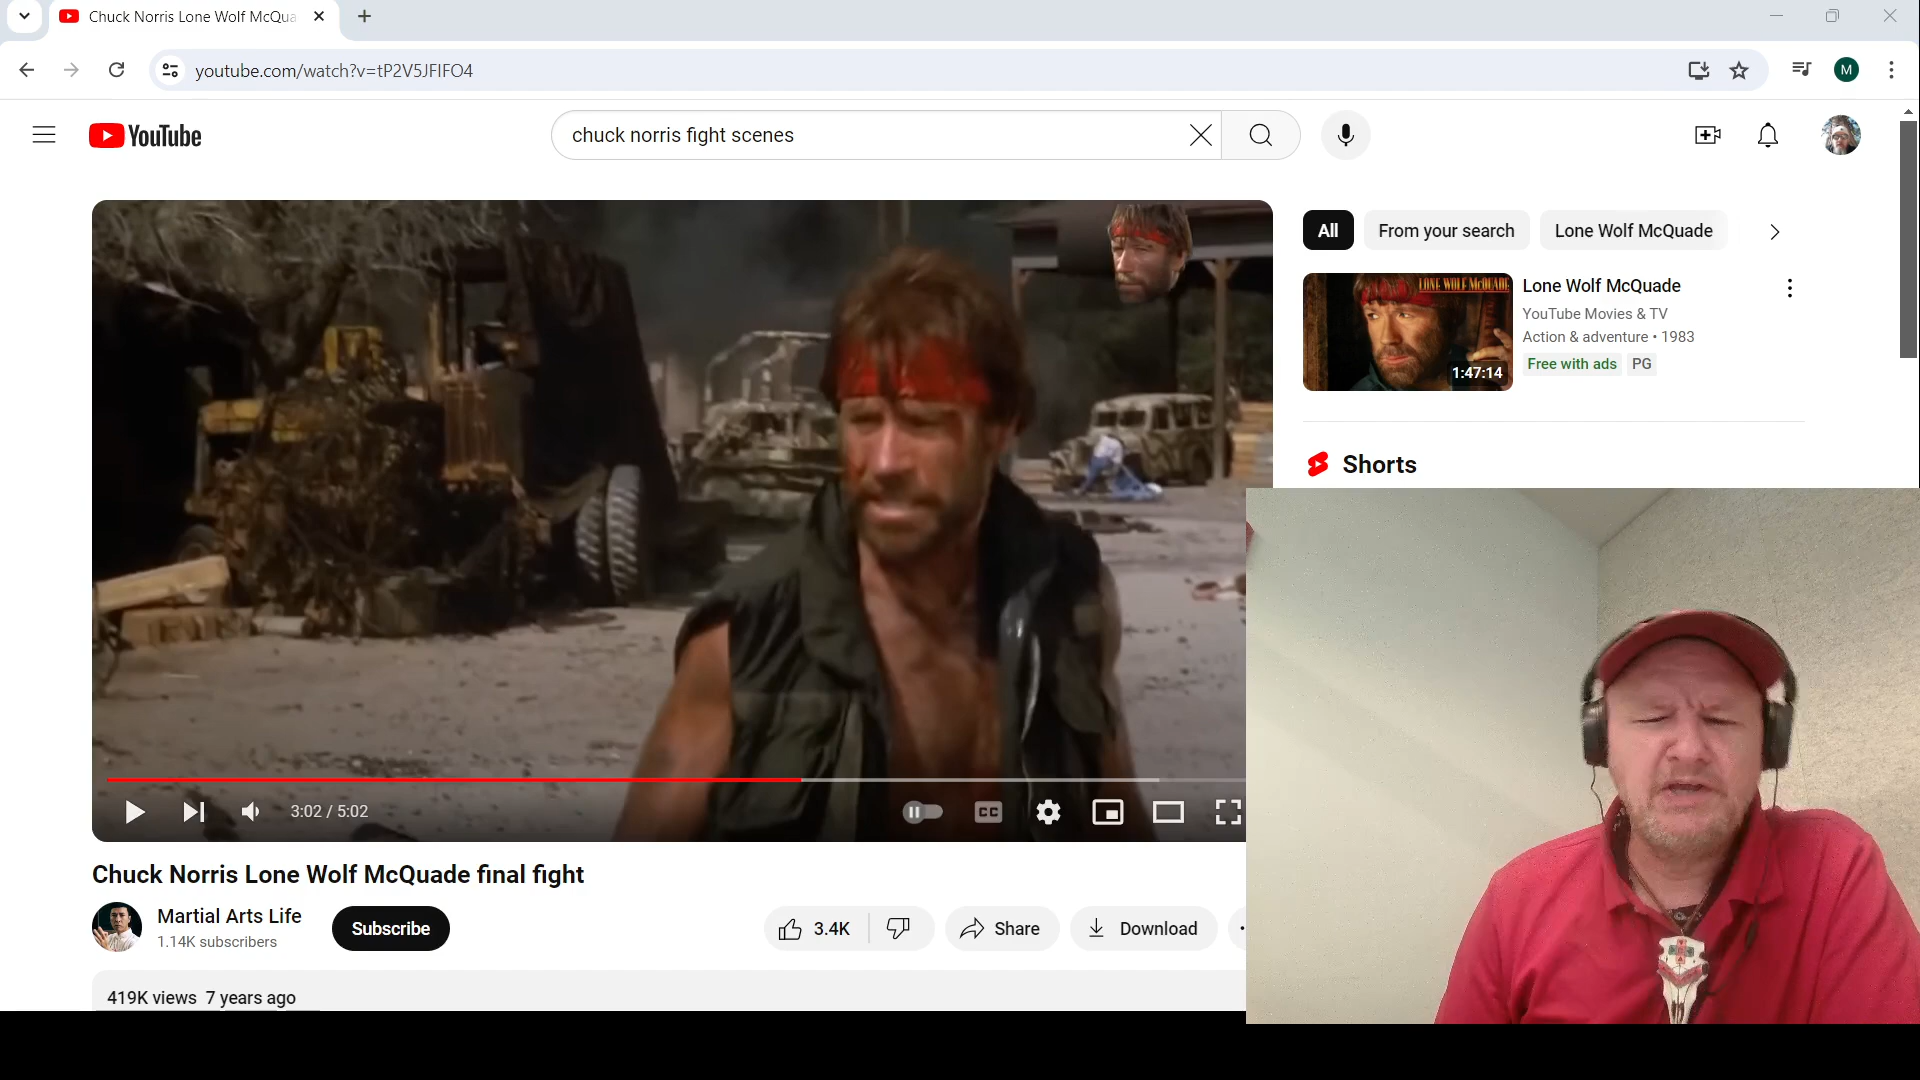 Chuck Norris Lone Wolf McQua
youtube.com/watch?v=tP2V5JFIFO4
M
YouTube
chuck norris fight scenes
All
From your search
Lone Wolf McQuade
LONE WOLF McQUADE
1:47:14
Lone Wolf McQuade
YouTube Movies & TV
Action & adventure • 1983
Free with ads
PG
Shorts
3:02 / 5:02
CC
Chuck Norris Lone Wolf McQuade final fight
Martial Arts Life
1.14K subscribers
Subscribe
3.4K
Share
Download
419K views 7 years ago